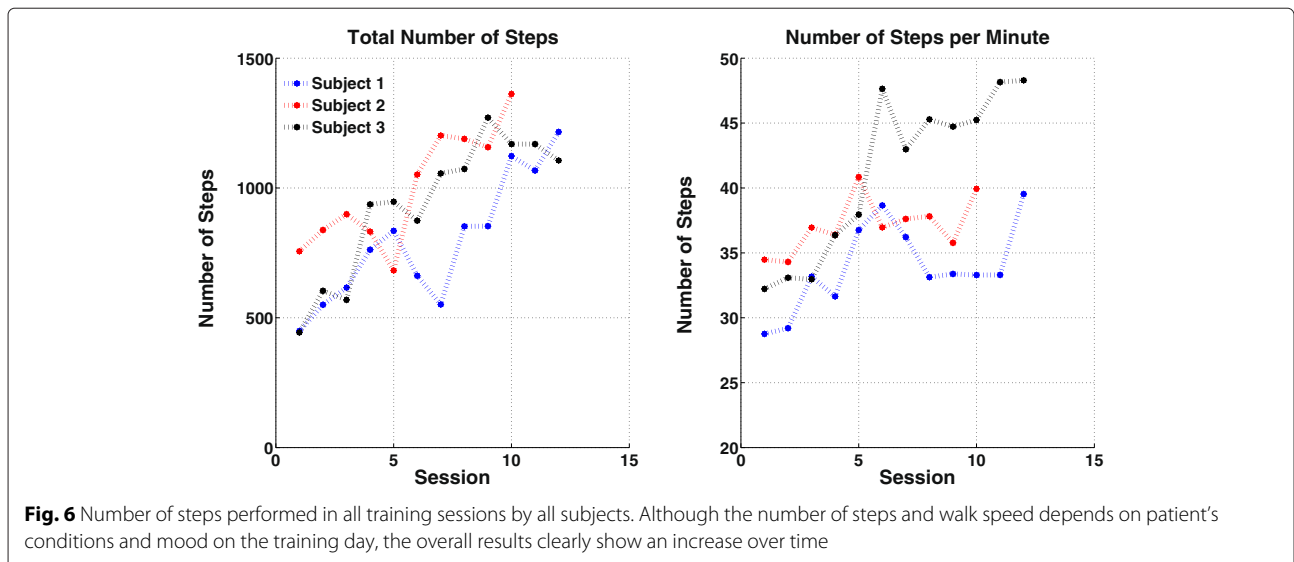 Total Number of Steps
1500
1000
500
0
0
5
10
15
Number of Steps
Session
Subject 1
Subject 2
Subject 3
Number of Steps per Minute
50
45
40
35
30
25
20
0
5
10
15
Number of Steps
Session
Fig. 6 Number of steps performed in all training sessions by all subjects. Although the number of steps and walk speed depends on patient's
conditions and mood on the training day, the overall results clearly show an increase over time